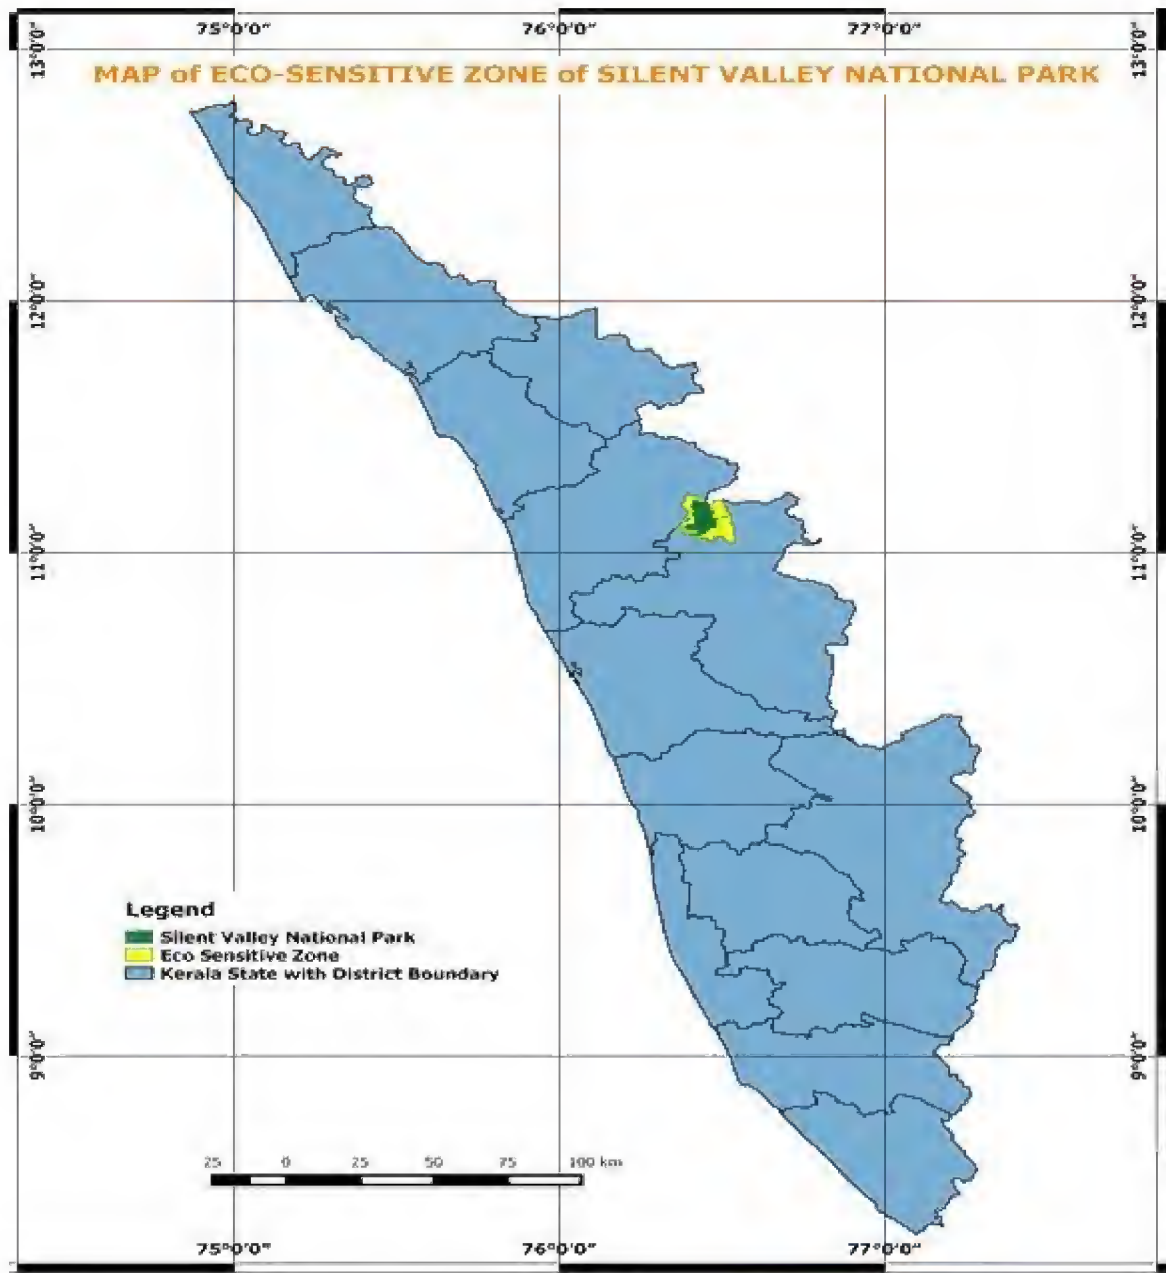 75°0'0" 76°0'0" 77°0'0"
13°0'0" 13°0'0"
MAP of ECO-SENSITIVE ZONE of SILENT VALLEY NATIONAL PARK
12°0'0" 12°0'0"
11°0'0" 11°0'0"
10°0'0" 10°0'0"
Legend
Silent Valley National Park
Eco Sensitive Zone
Kerala State with District Boundary
9°0'0" 9°0'0"
25 0 25 50 75 100 km
75°0'0" 76°0'0" 77°0'0"